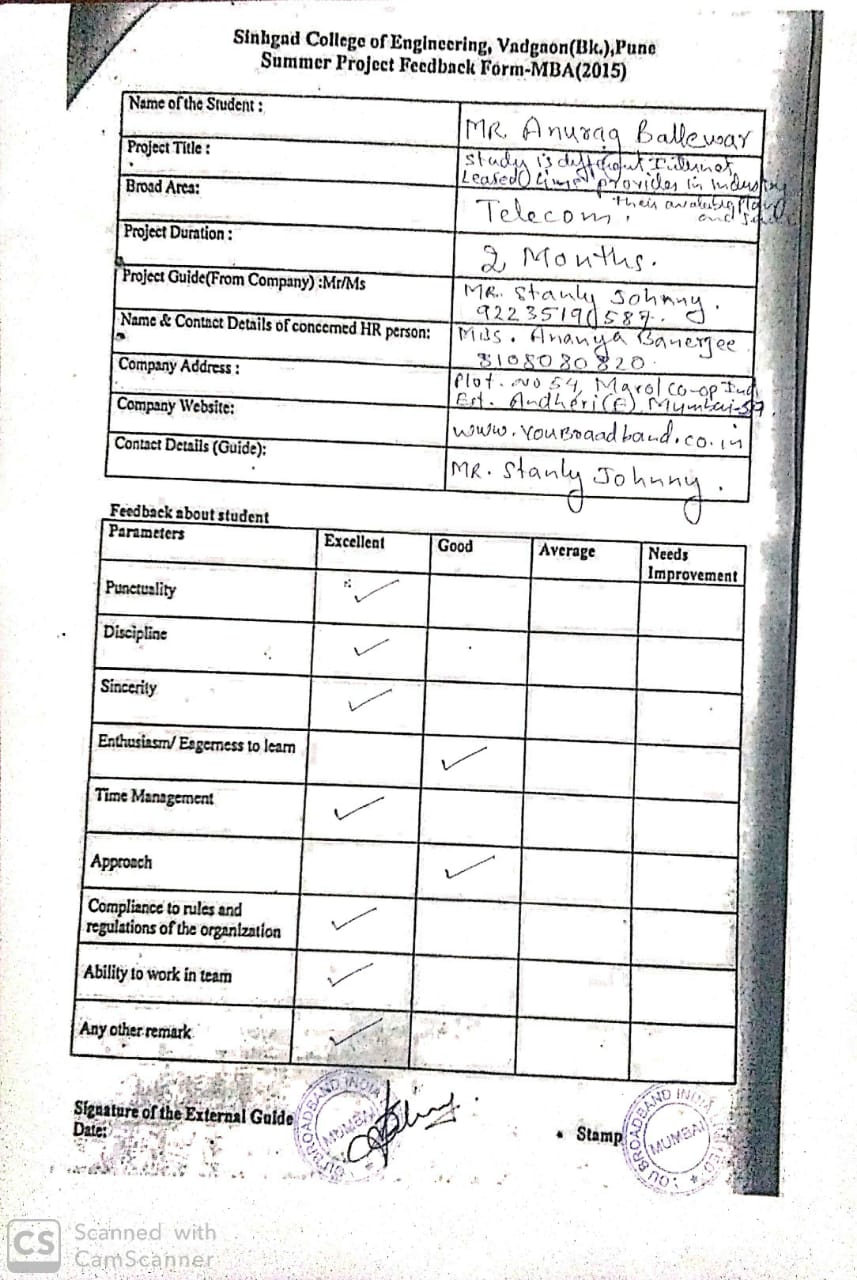 Sinhgad College of Engineering, Vadgaon(Bk.),Pune
Summer Project Feedback Form-MBA(2015)
Name of the Student : MR. Anurag Ballewar
Project Title : Study is different Internet
Leased line provides in Industry
their available plans and
Broad Area: Telecom.
Project Duration : 2 Months.
Project Guide(From Company) :Mr/Ms MR. Stanly Johnny.
Name & Contact Details of concerned HR person: Ananya Banerjee
8108080820.
Company Address : Plot. No 54, Marol Co-op Ind
Est. Andheri(E) Mumbai-59.
Company Website: www.YOUBroadband.co.in
Contact Details (Guide): MR. Stanly Johnny.
Feedback about student
Parameters Excellent Good Average Needs
Improvement
Punctuality ✓
Discipline ✓
Sincerity ✓
Enthusiasm/ Eagerness to learn ✓
Time Management ✓
Approach ✓
Compliance to rules and
regulations of the organization ✓
Ability to work in team ✓
Any other remark ✓
Signature of the External Guide
Date:
Stamp
YOU BROADBAND INDIA
MUMBAI
YOU BROADBAND INDIA LIMITED
MUMBAI
CS
Scanned with
CamScanner